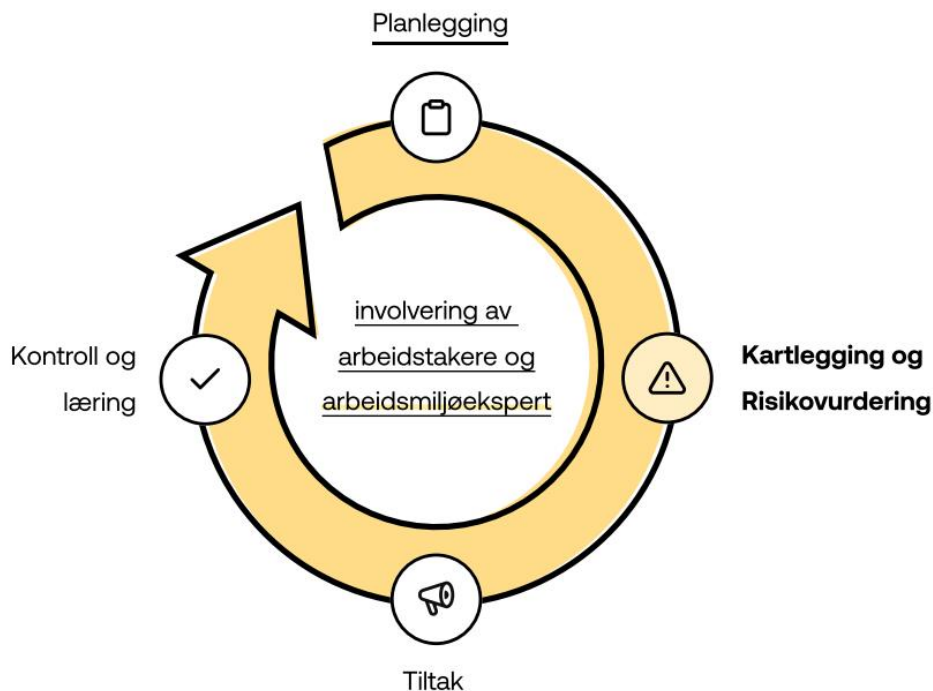 Planlegging
involvering av
arbeidstakere og
arbeidsmiljøekspert
Kontroll og
læring
Kartlegging og
Risikovurdering
Tiltak